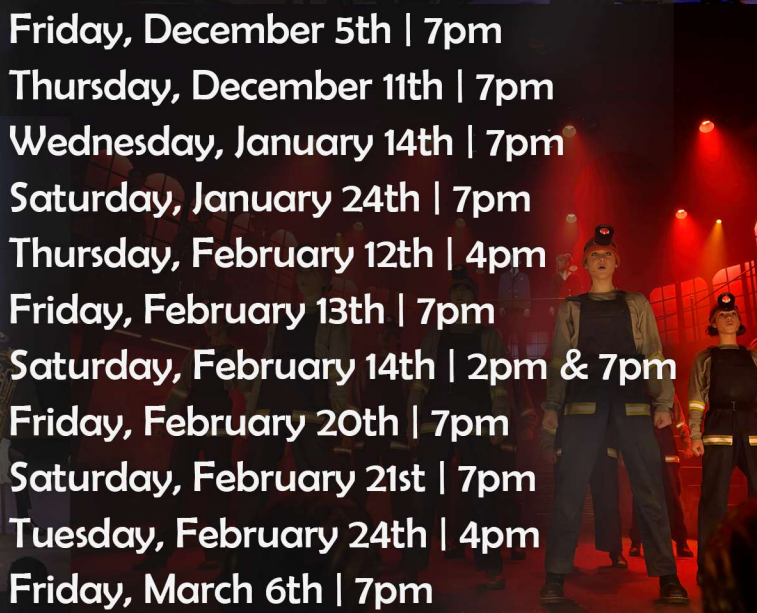 Friday, December 5th | 7pm
Thursday, December 11th | 7pm
Wednesday, January 14th | 7pm
Saturday, January 24th | 7pm
Thursday, February 12th | 4pm
Friday, February 13th | 7pm
Saturday, February 14th | 2pm & 7pm
Friday, February 20th | 7pm
Saturday, February 21st | 7pm
Tuesday, February 24th | 4pm
Friday, March 6th | 7pm